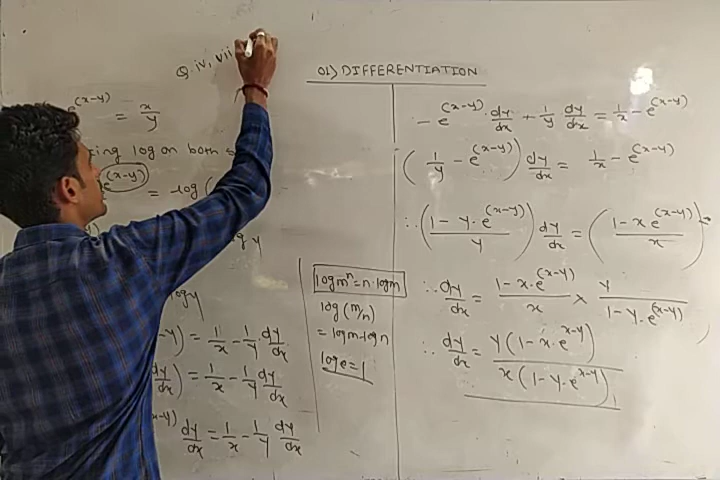 Q. iv, vii
01) DIFFERENTIATION
e^(x-y) = x/y
ing log on both s
e^(x-y) = log (
g y
log y
-y) = 1/x - 1/y dy/dx
dy/dx) = 1/x - 1/y dy/dx
x-y) dy/dx = 1/x - 1/y dy/dx
log m^n = n·log m
log (m/n)
= log m - log n
log e = 1
- e^(x-y) · dy/dx + 1/y dy/dx = 1/x - e^(x-y)
(1/y - e^(x-y)) dy/dx = 1/x - e^(x-y)
∴ ((1 - y·e^(x-y))/y) dy/dx = ((1 - x e^(x-y))/x)
∴ dy/dx = (1 - x·e^(x-y))/x × y/(1 - y·e^(x-y))
∴ dy/dx = y(1 - x·e^x-y)/x(1 - y·e^x-y)